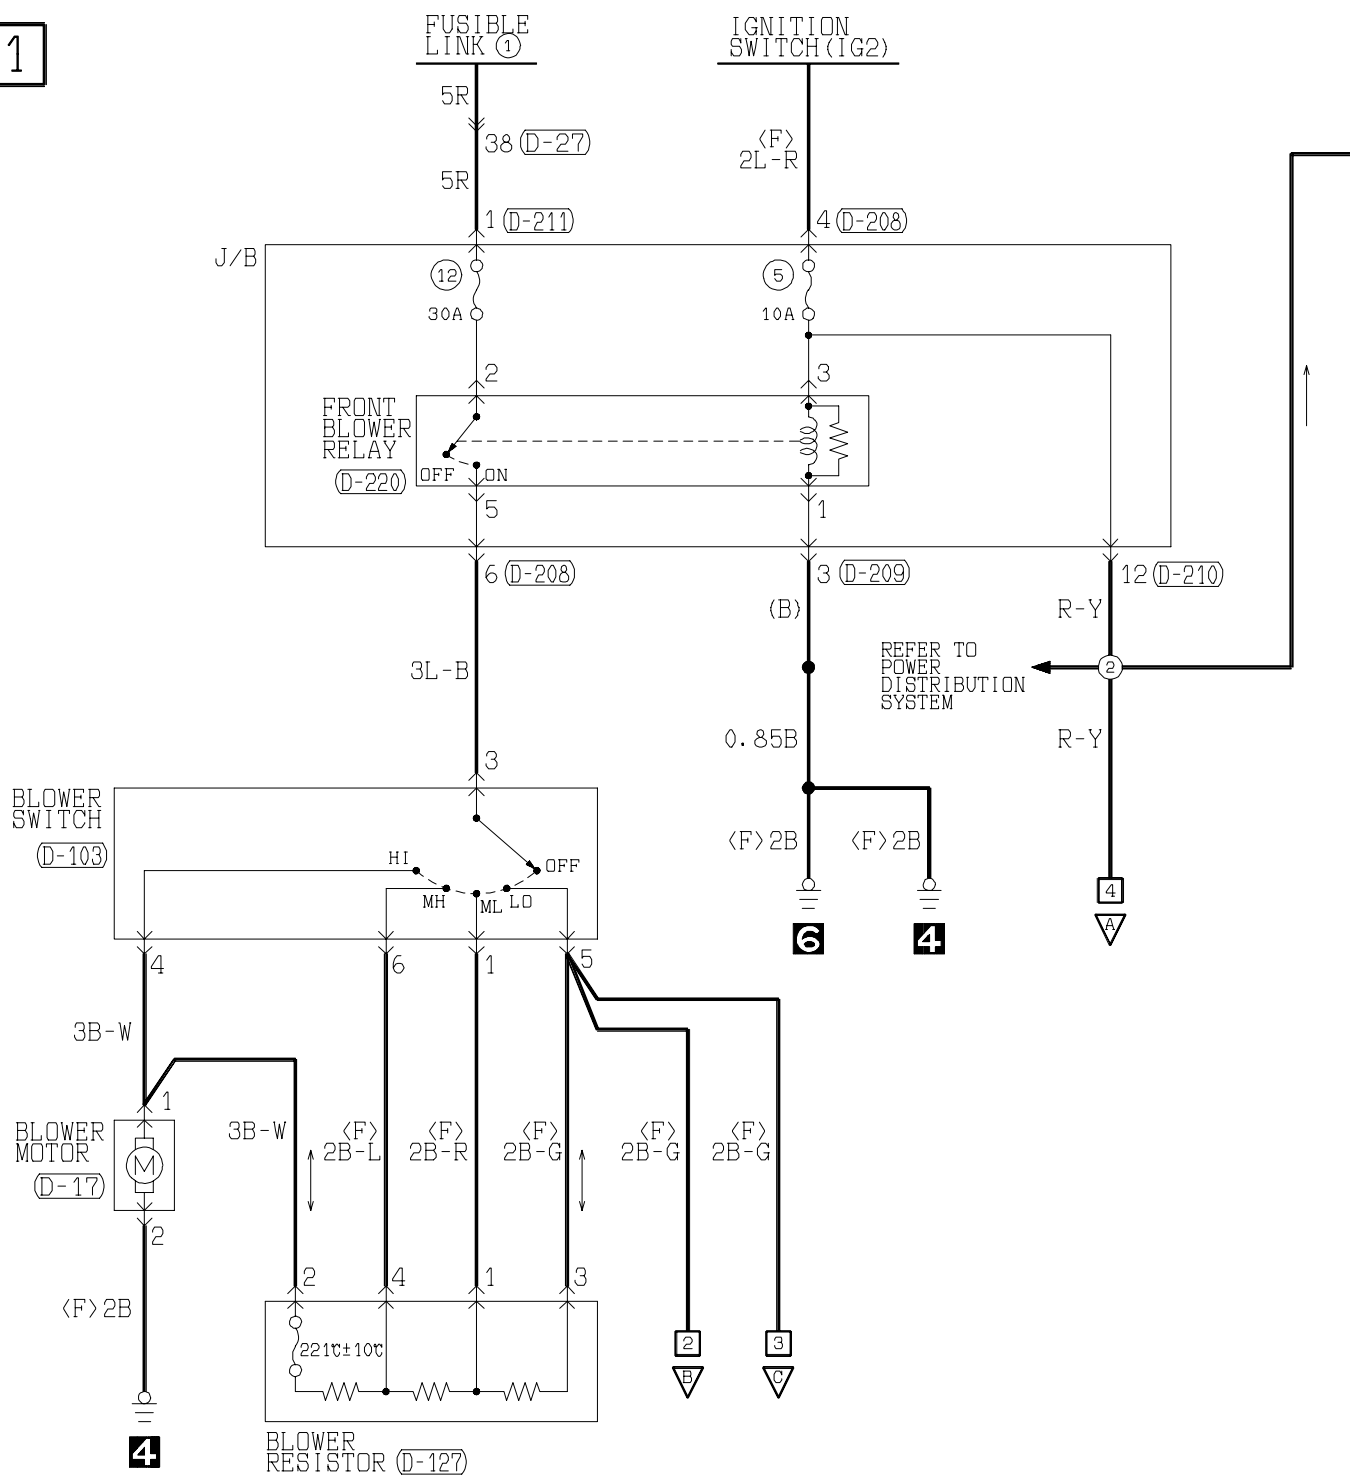 1
FUSIBLE
LINK ①
IGNITION
SWITCH(IG2)
5R
38 (D-27)
〈F〉
2L-R
5R
1 (D-211)
4 (D-208)
J/B
12
5
30A
10A
2
3
FRONT
BLOWER
RELAY
(D-220)
OFF
ON
5
1
6 (D-208)
3 (D-209)
12 (D-210)
(B)
R-Y
3L-B
REFER TO
POWER
DISTRIBUTION
SYSTEM
2
0.85B
R-Y
3
BLOWER
SWITCH
(D-103)
HI
OFF
MH
ML
LO
〈F〉2B
〈F〉2B
4
A
6
4
4
6
1
5
3B-W
1
BLOWER
MOTOR
(D-17)
M
3B-W
〈F〉
2B-L
〈F〉
2B-R
〈F〉
2B-G
〈F〉
2B-G
〈F〉
2B-G
2
2
4
1
3
〈F〉2B
221℃±10℃
2
3
B
C
4
BLOWER
RESISTOR (D-127)